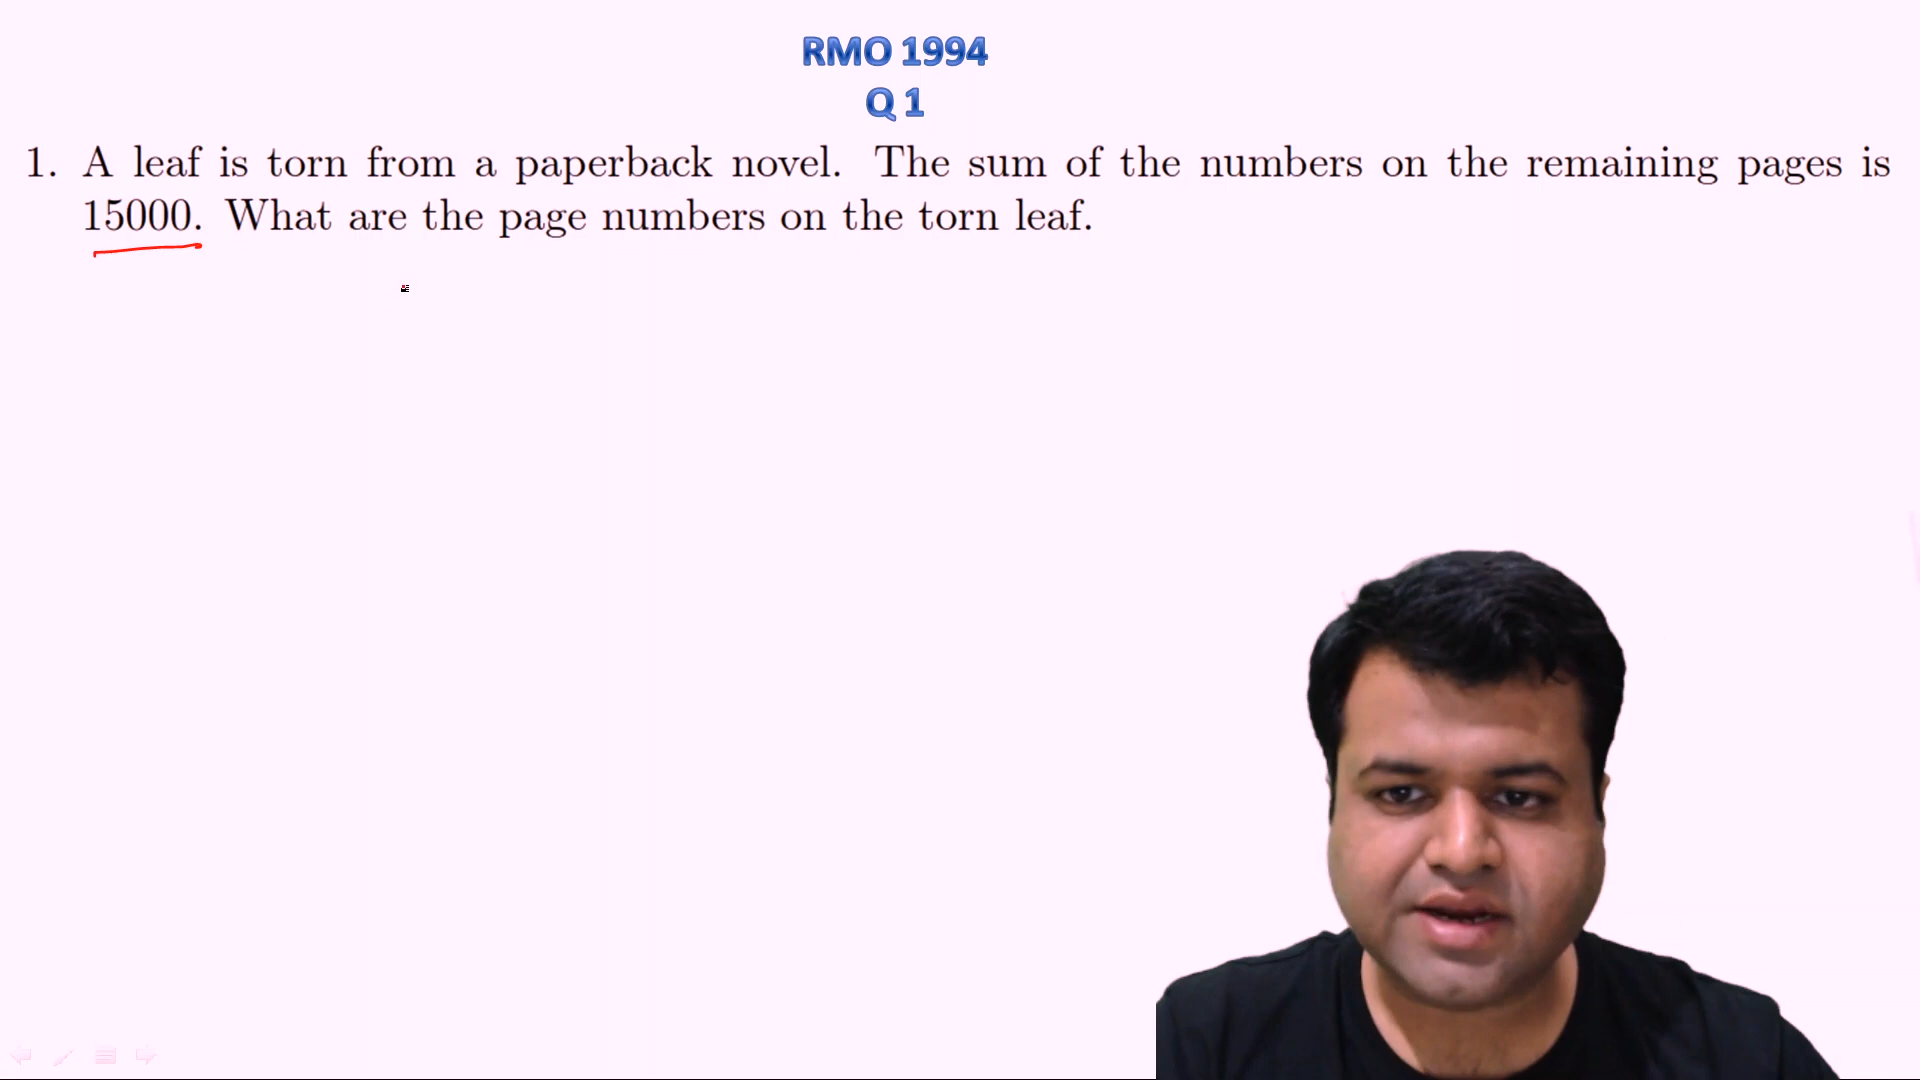 RMO 1994
Q 1
1. A leaf is torn from a paperback novel. The sum of the numbers on the remaining pages is
15000. What are the page numbers on the torn leaf.